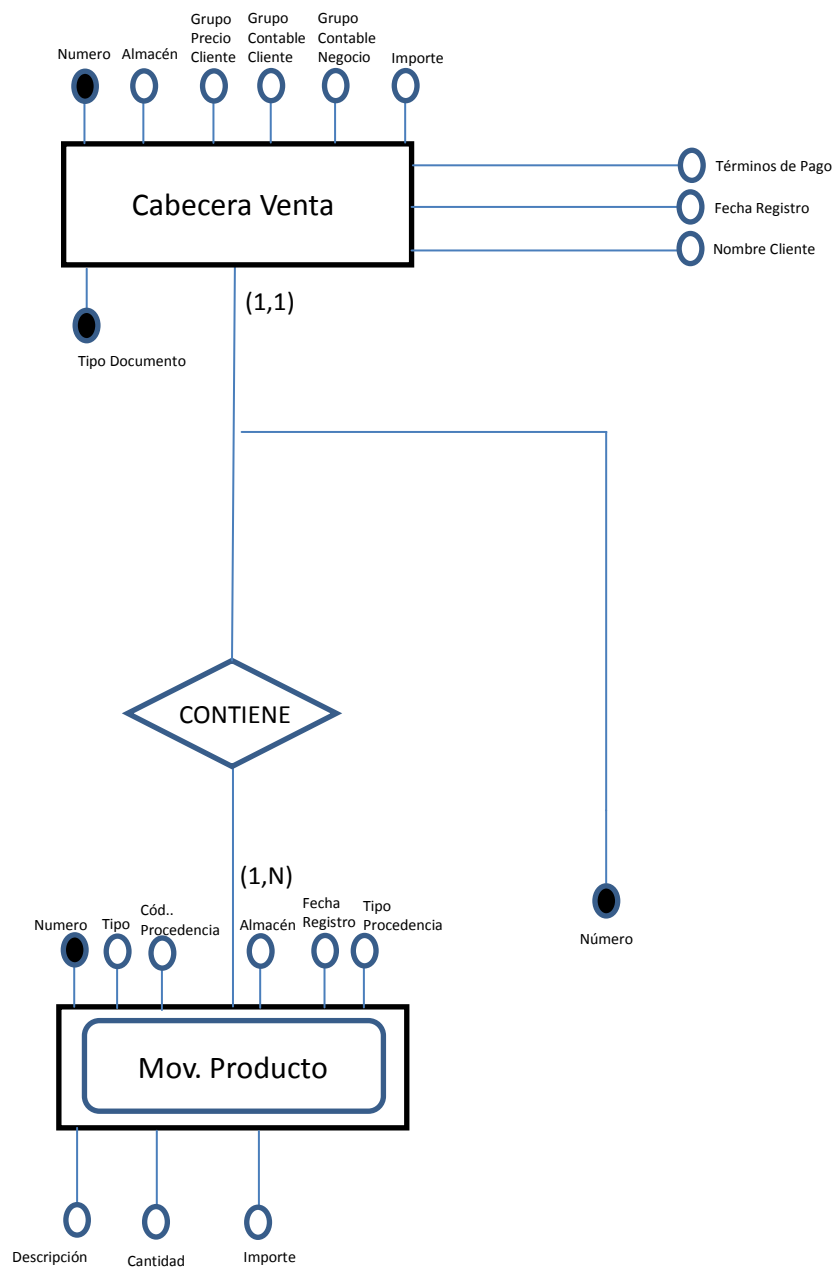 Numero
Almacén
Grupo
Precio
Cliente
Grupo
Contable
Cliente
Grupo
Contable
Negocio
Importe
Términos de Pago
Cabecera Venta
Fecha Registro
Nombre Cliente
(1,1)
Tipo Documento
CONTIENE
(1,N)
Numero
Tipo
Cód..
Procedencia
Almacén
Fecha
Registro
Tipo
Procedencia
Número
Mov. Producto
Descripción
Cantidad
Importe